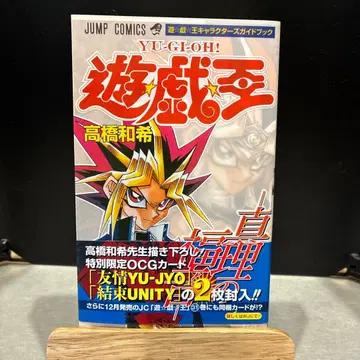 JUMP COMICS
遊☆戯☆王キャラクターズガイドブック
YU-GI-OH!
遊☆戯☆王
高橋和希
真理の福音
高橋和希先生描き下ろし
特別限定OCGカード
「友情YU-JYO」
「結束UNITY」の2枚封入!!
さらに12月発売のJC「遊☆戯☆王」31巻にも同梱カードが!?